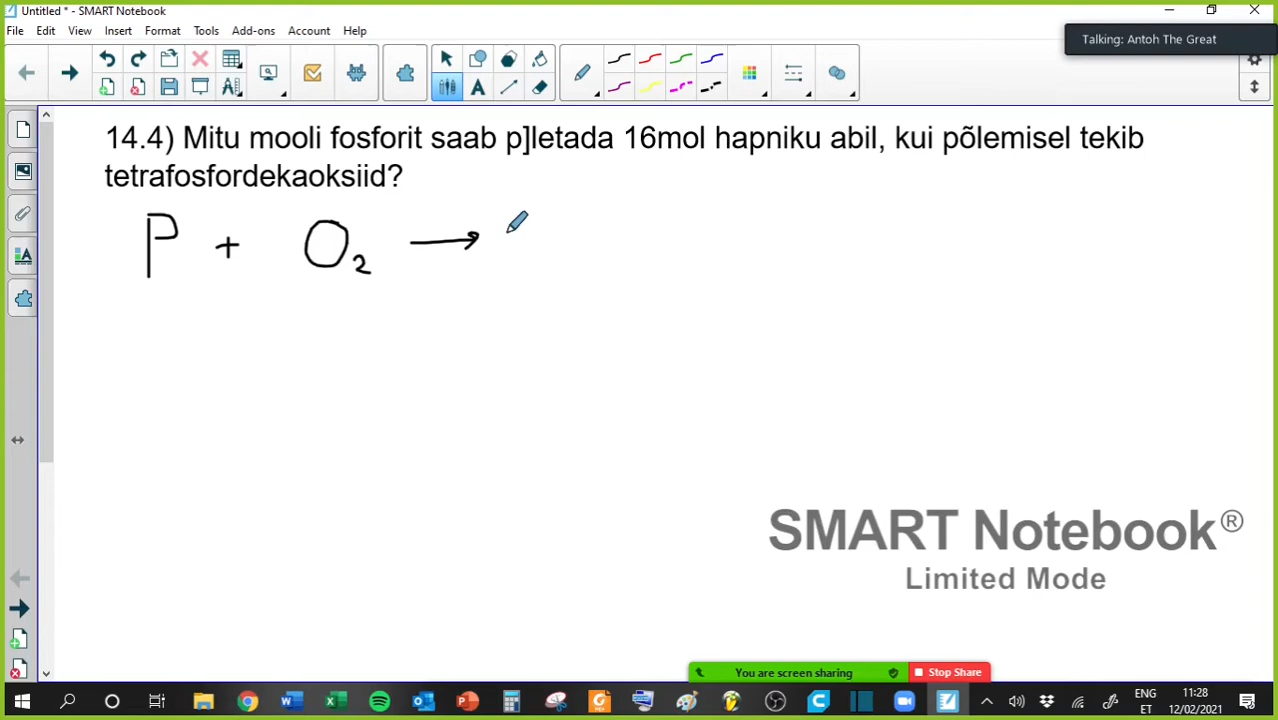 Untitled * - SMART Notebook
File Edit View Insert Format Tools Add-ons Account Help
Talking: Antoh The Great
14.4) Mitu mooli fosforit saab p]letada 16mol hapniku abil, kui põlemisel tekib
tetrafosfordekaoksiid?
P + O₂ →
SMART Notebook®
Limited Mode
You are screen sharing Stop Share
ENG 11:28
ET 12/02/2021